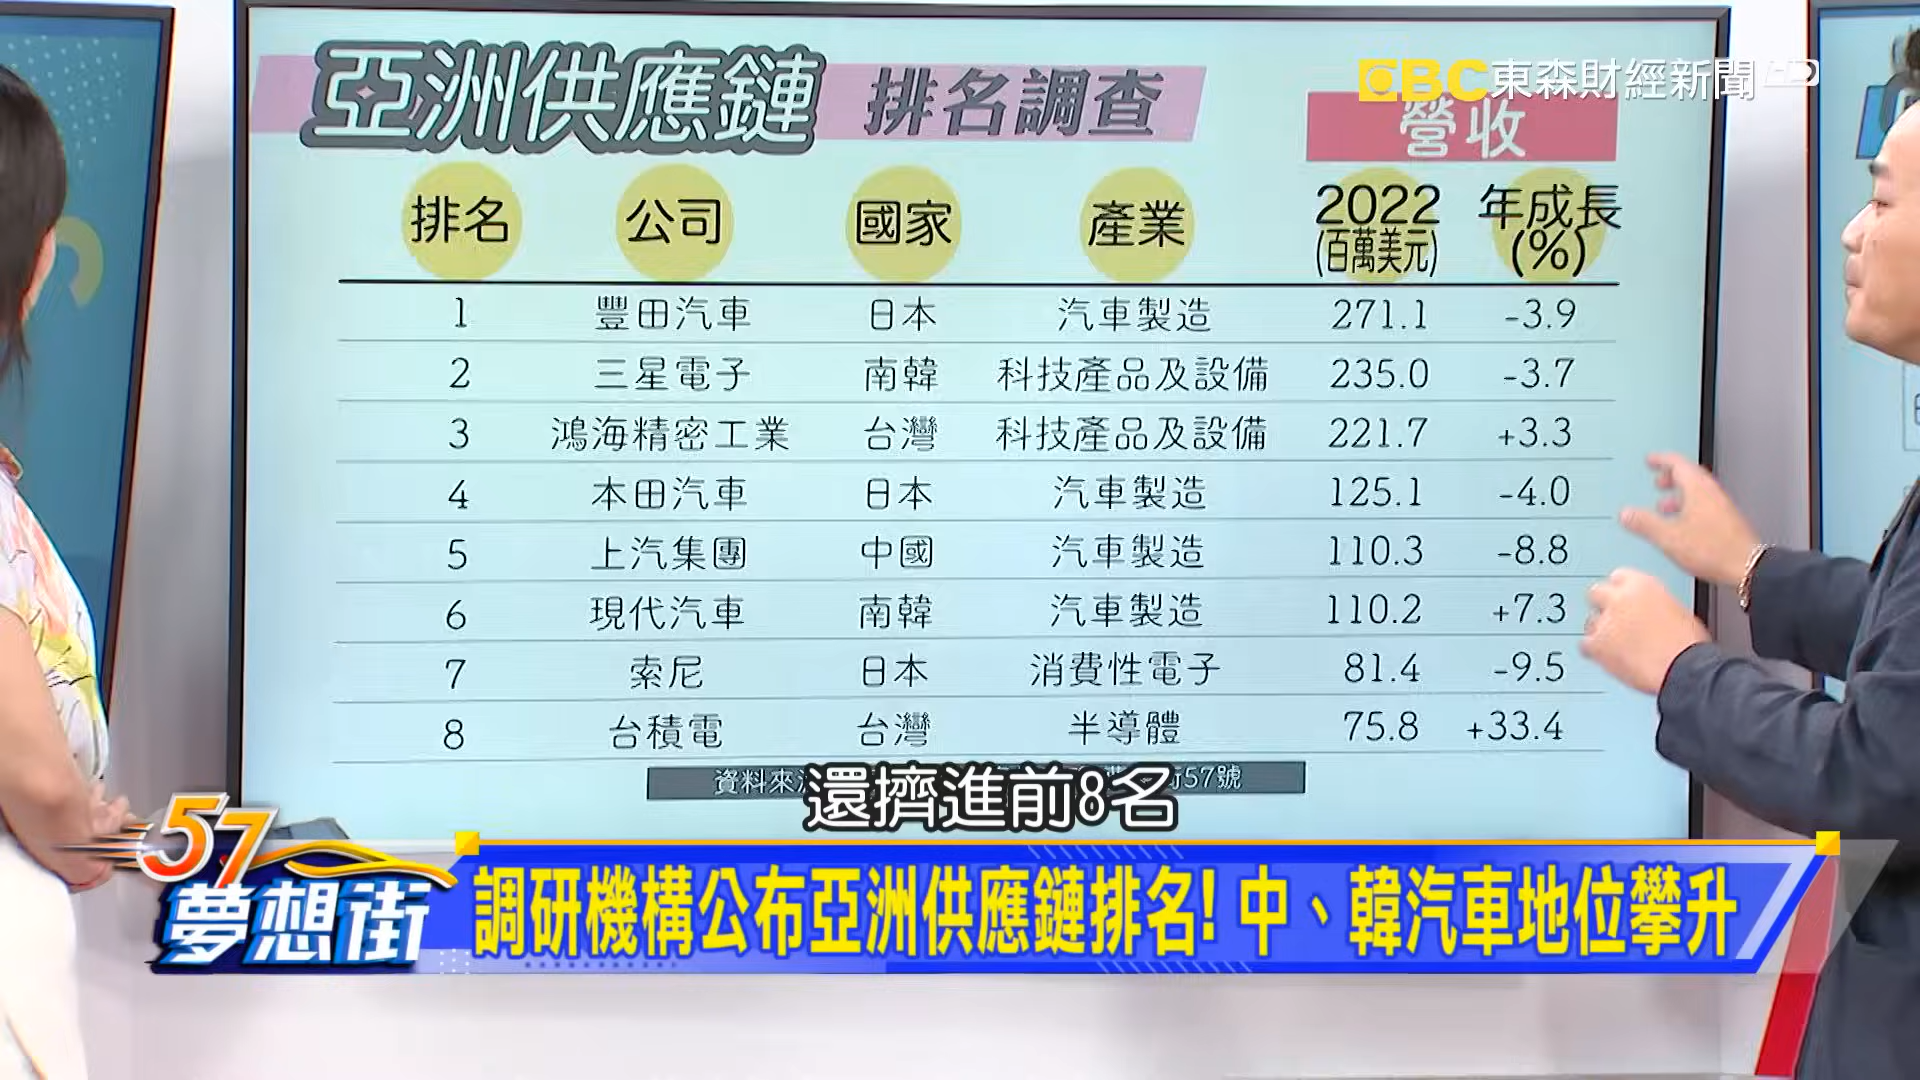 亞洲供應鏈 排名調查
EBC東森財經新聞
營收
排名 公司 國家 產業 2022(百萬美元) 年成長(%)
1 豐田汽車 日本 汽車製造 271.1 -3.9
2 三星電子 南韓 科技產品及設備 235.0 -3.7
3 鴻海精密工業 台灣 科技產品及設備 221.7 +3.3
4 本田汽車 日本 汽車製造 125.1 -4.0
5 上汽集團 中國 汽車製造 110.3 -8.8
6 現代汽車 南韓 汽車製造 110.2 +7.3
7 索尼 日本 消費性電子 81.4 -9.5
8 台積電 台灣 半導體 75.8 +33.4
資料來 57號
還擠進前8名
57夢想街
調研機構公布亞洲供應鏈排名! 中、韓汽車地位攀升